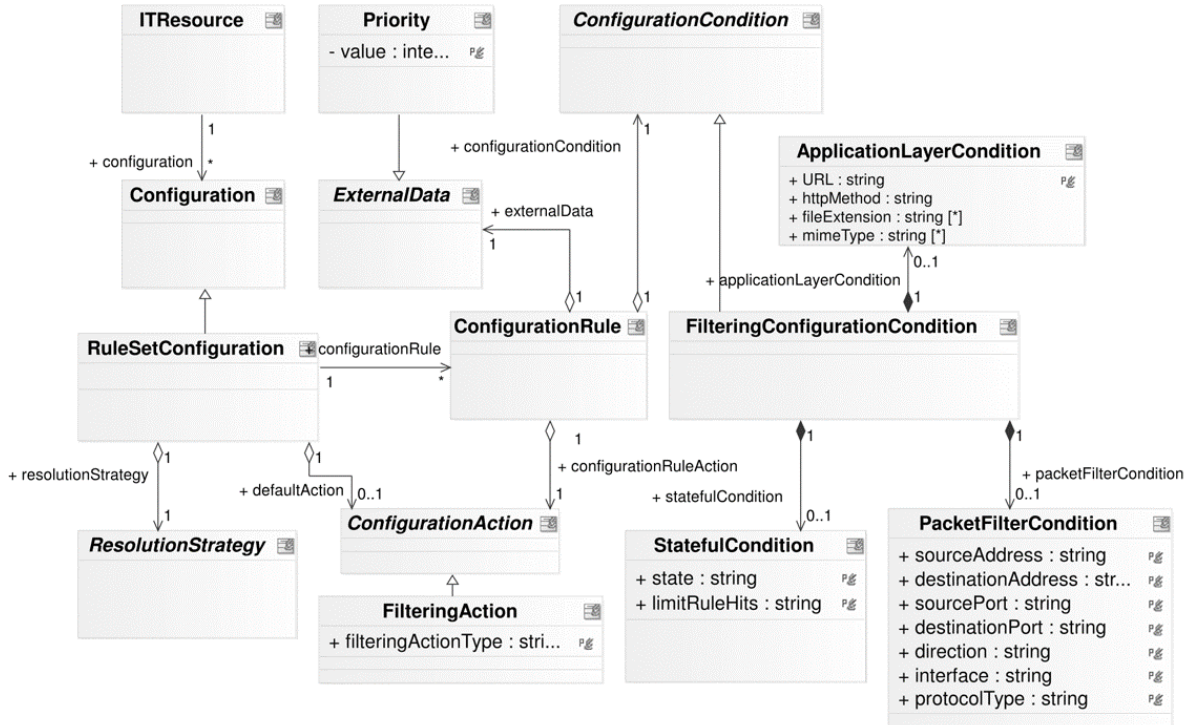 ITResource
Priority
- value : inte...
ConfigurationCondition
1
+ configuration
*
1
+ configurationCondition
ApplicationLayerCondition
+ URL : string
+ httpMethod : string
+ fileExtension : string [*]
+ mimeType : string [*]
Configuration
ExternalData
+ externalData
1
0..1
+ applicationLayerCondition
1
1
1
RuleSetConfiguration
+ configurationRule
1
*
ConfigurationRule
FilteringConfigurationCondition
+ resolutionStrategy
1
1
+ defaultAction
0..1
1
1
+ configurationRuleAction
1
1
+ statefulCondition
0..1
1
+ packetFilterCondition
0..1
ResolutionStrategy
ConfigurationAction
FilteringAction
+ filteringActionType : stri...
StatefulCondition
+ state : string
+ limitRuleHits : string
PacketFilterCondition
+ sourceAddress : string
+ destinationAddress : str...
+ sourcePort : string
+ destinationPort : string
+ direction : string
+ interface : string
+ protocolType : string